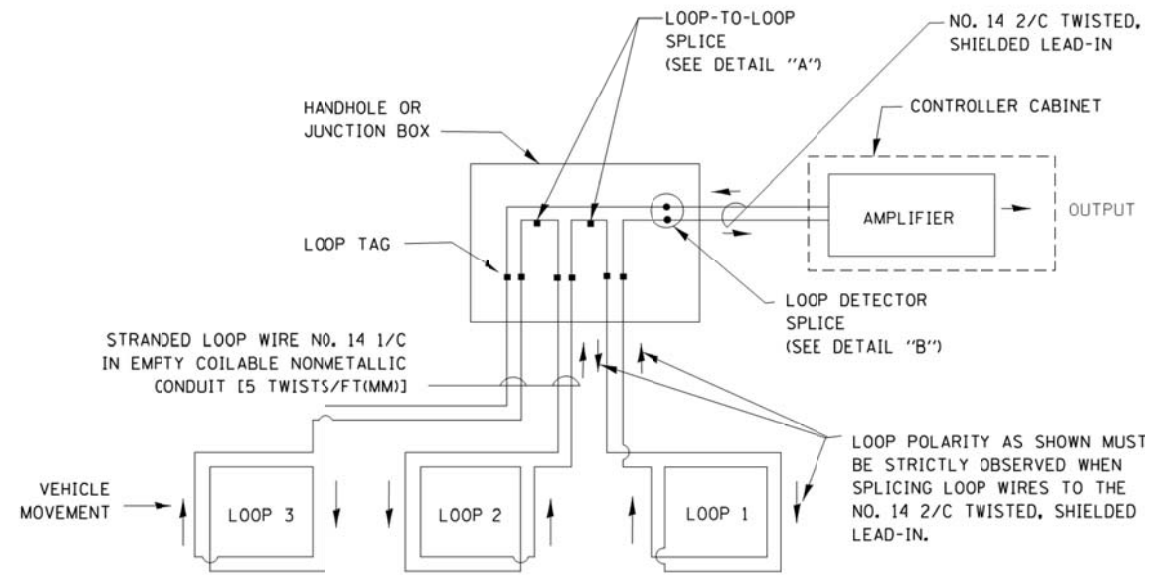 LOOP-TO-LOOP
SPLICE
(SEE DETAIL "A")
NO. 14 2/C TWISTED,
SHIELDED LEAD-IN
HANDHOLE OR
JUNCTION BOX
CONTROLLER CABINET
AMPLIFIER
OUTPUT
LOOP TAG
LOOP DETECTOR
SPLICE
(SEE DETAIL "B")
STRANDED LOOP WIRE NO. 14 1/C
IN EMPTY COILABLE NONMETALLIC
CONDUIT [5 TWISTS/FT(MM)]
LOOP POLARITY AS SHOWN MUST
BE STRICTLY OBSERVED WHEN
SPLICING LOOP WIRES TO THE
NO. 14 2/C TWISTED, SHIELDED
LEAD-IN.
VEHICLE
MOVEMENT
LOOP 3
LOOP 2
LOOP 1